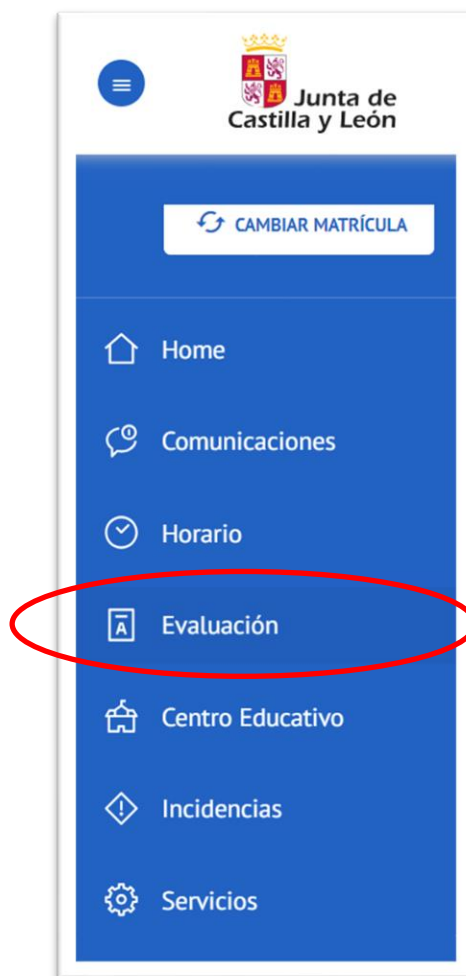 Junta de
Castilla y León
CAMBIAR MATRÍCULA
Home
Comunicaciones
Horario
Evaluación
Centro Educativo
Incidencias
Servicios